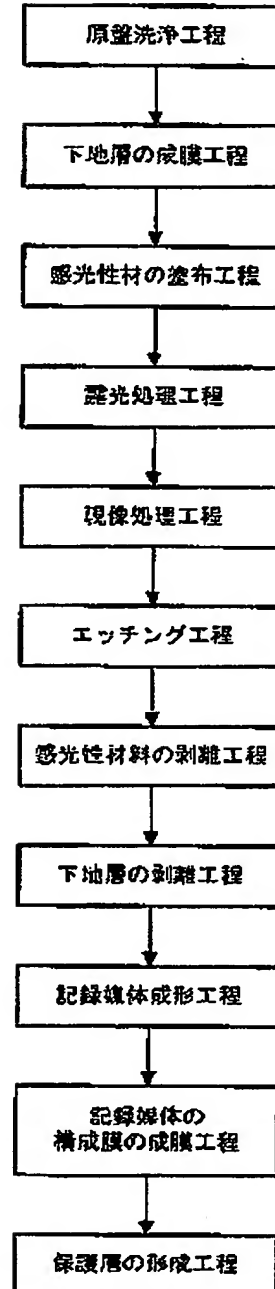 原盤洗浄工程
下地層の成膜工程
感光性材の塗布工程
露光処理工程
現像処理工程
エッチング工程
感光性材料の剥離工程
下地層の剥離工程
記録媒体成形工程
記録媒体の
構成膜の成膜工程
保護層の形成工程